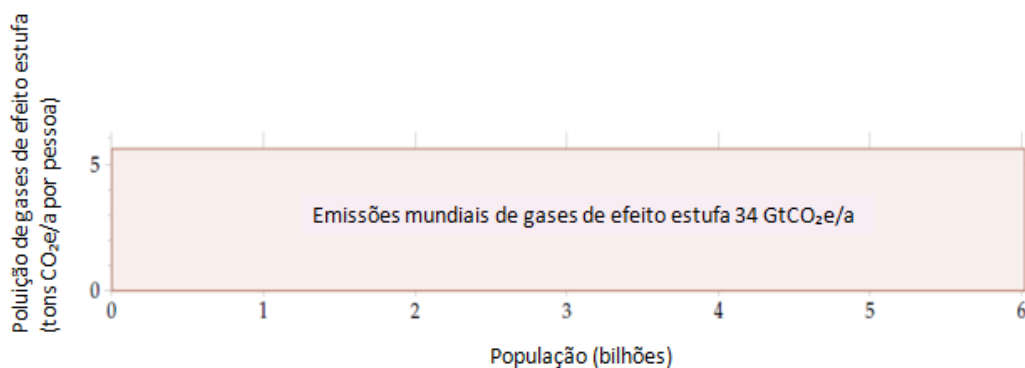 Poluição de gases de efeito estufa
(tons CO₂e/a por pessoa)
5
0
Emissões mundiais de gases de efeito estufa 34 GtCO₂e/a
0 1 2 3 4 5 6
População (bilhões)